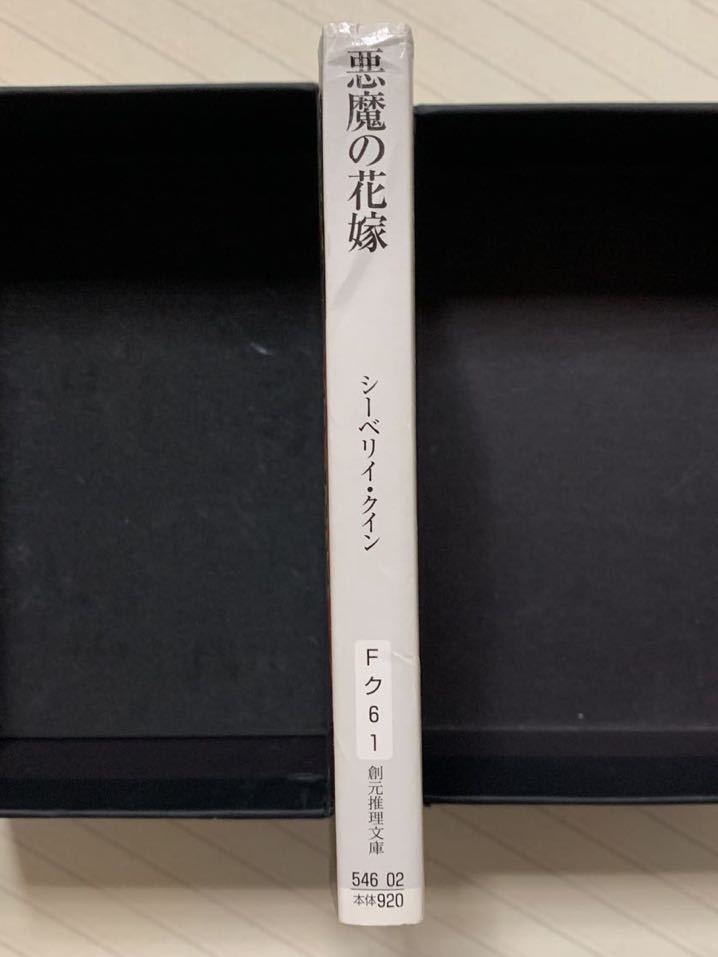 悪魔の花嫁
シーベリイ・クイン
Fク61
創元推理文庫
546 02
本体920